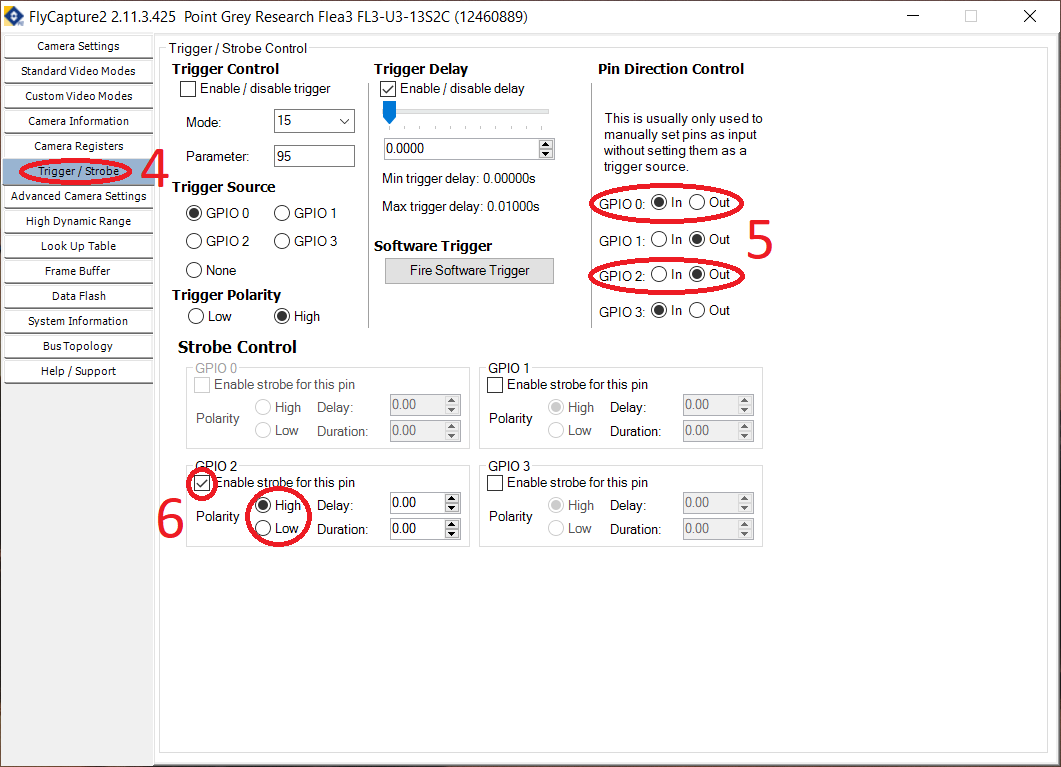 FlyCapture2 2.11.3.425 Point Grey Research Flea3 FL3-U3-13S2C (12460889)
Camera Settings
Standard Video Modes
Custom Video Modes
Camera Information
Camera Registers
Trigger / Strobe
4
Advanced Camera Settings
High Dynamic Range
Look Up Table
Frame Buffer
Data Flash
System Information
Bus Topology
Help / Support
Trigger / Strobe Control
Trigger Control
Enable / disable trigger
Mode: 15
Parameter: 95
Trigger Source
GPIO 0 GPIO 1
GPIO 2 GPIO 3
None
Trigger Polarity
Low High
Trigger Delay
Enable / disable delay
0.0000
Min trigger delay: 0.00000s
Max trigger delay: 0.01000s
Software Trigger
Fire Software Trigger
Pin Direction Control
This is usually only used to
manually set pins as input
without setting them as a
trigger source.
GPIO 0: In Out
GPIO 1: In Out
5
GPIO 2: In Out
GPIO 3: In Out
Strobe Control
GPIO 0
Enable strobe for this pin
Polarity
High Delay: 0.00
Low Duration: 0.00
GPIO 1
Enable strobe for this pin
Polarity
High Delay: 0.00
Low Duration: 0.00
GPIO 2
Enable strobe for this pin
6
Polarity
High Delay: 0.00
Low Duration: 0.00
GPIO 3
Enable strobe for this pin
Polarity
High Delay: 0.00
Low Duration: 0.00